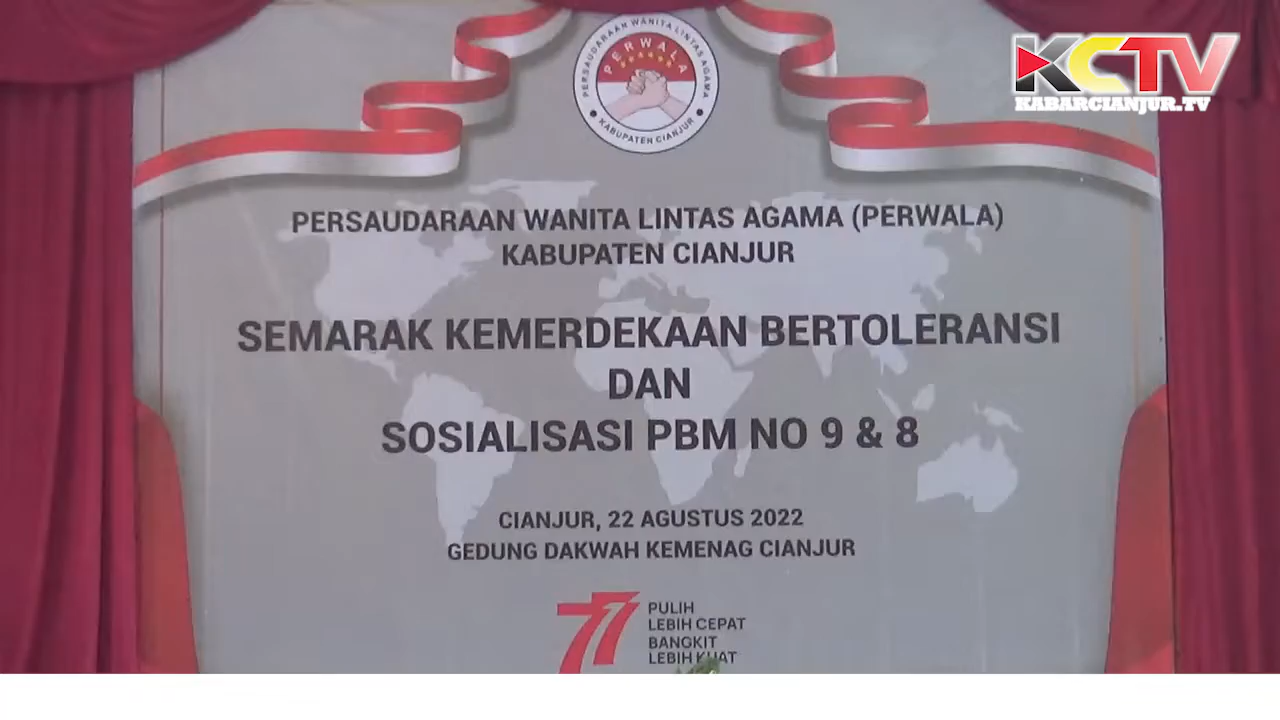 KCTV
KABARCIANJUR.TV
PERSAUDARAAN WANITA LINTAS AGAMA
PERWALA
KABUPATEN CIANJUR
PERSAUDARAAN WANITA LINTAS AGAMA (PERWALA)
KABUPATEN CIANJUR
SEMARAK KEMERDEKAAN BERTOLERANSI
DAN
SOSIALISASI PBM NO 9 & 8
CIANJUR, 22 AGUSTUS 2022
GEDUNG DAKWAH KEMENAG CIANJUR
77
PULIH
LEBIH CEPAT
BANGKIT
LEBIH KUAT